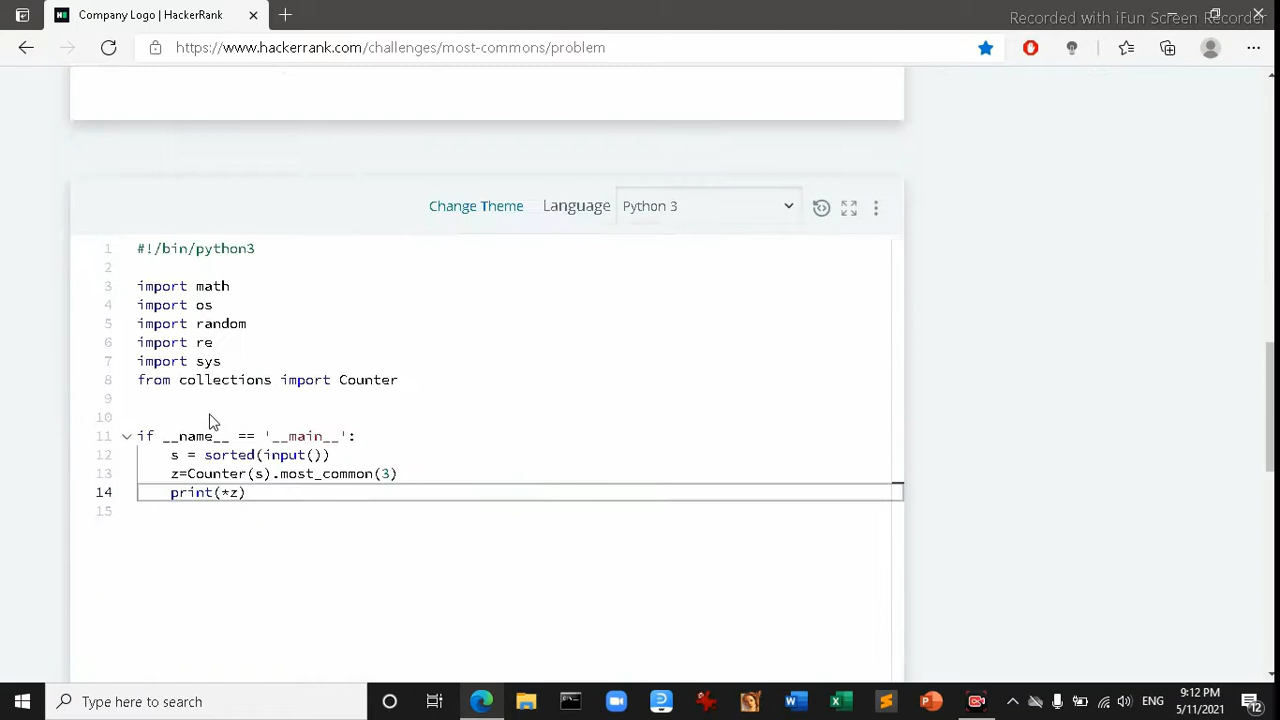 Company Logo | HackerRank
Recorded with iFun Screen Recorder
https://www.hackerrank.com/challenges/most-commons/problem
Change Theme Language Python 3
1 #!/bin/python3
2
3 import math
4 import os
5 import random
6 import re
7 import sys
8 from collections import Counter
9
10
11 if __name__ == '__main__':
12 s = sorted(input())
13 z=Counter(s).most_common(3)
14 print(*z)
15
Type here to search
ENG
9:12 PM
5/11/2021
12